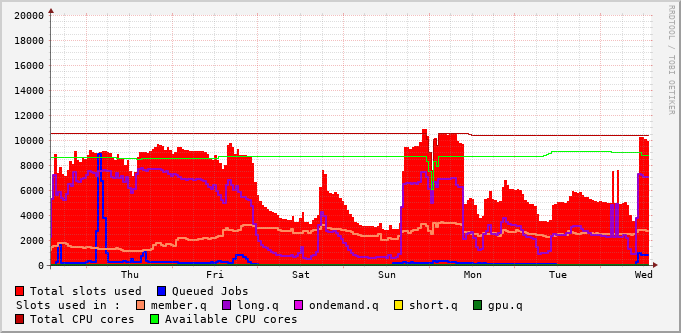 RRDTOOL / TOBI OETIKER
20000
18000
16000
14000
12000
10000
8000
6000
4000
2000
0
Thu Fri Sat Sun Mon Tue Wed
Total slots used Queued Jobs
Slots used in : member.q long.q ondemand.q short.q gpu.q
Total CPU cores Available CPU cores